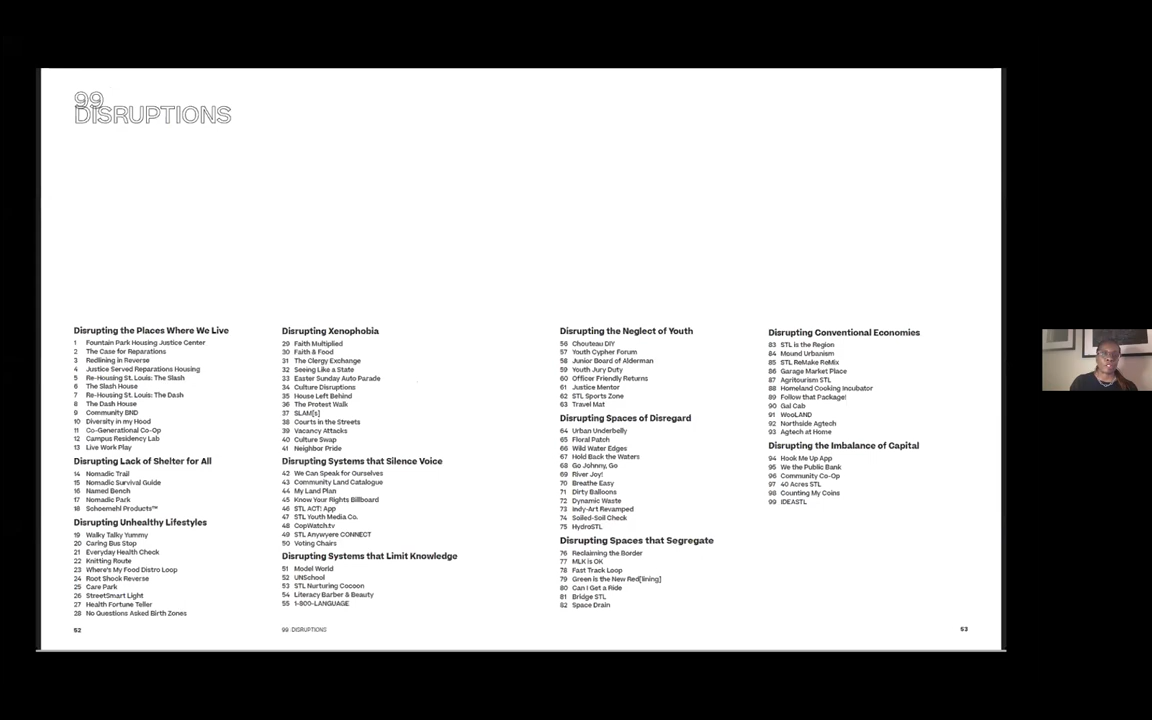 99
DISRUPTIONS
Disrupting the Places Where We Live
1 Fountain Park Housing Justice Center
2 The Case for Reparations
3 Redlining in Reverse
4 Justice Served Reparations Housing
5 Re-Housing St. Louis: The Slash
6 The Slash House
7 Re-Housing St. Louis: The Dash
8 The Dash House
9 Community BND
10 Diversity in my Hood
11 Co-Generational Co-Op
12 Campus Residency Lab
13 Live Work Play
Disrupting Lack of Shelter for All
14 Nomadic Trail
15 Nomadic Survival Guide
16 Named Bench
17 Nomadic Park
18 Scheemehl Products™
Disrupting Unhealthy Lifestyles
19 Walky Talky Yummy
20 Caring Bus Stop
21 Everyday Health Check
22 Knitting Route
23 Where's My Food Distro Loop
24 Root Shock Reverse
25 Care Park
26 StreetSmart Light
27 Health Fortune Teller
28 No Questions Asked Birth Zones
52
Disrupting Xenophobia
29 Faith Multiplied
30 Faith & Food
31 The Clergy Exchange
32 Seeing Like a State
33 Easter Sunday Auto Parade
34 Culture Disruptions
35 House Left Behind
36 The Protest Walk
37 SLAM[s]
38 Courts in the Streets
39 Vacancy Attacks
40 Culture Swap
41 Neighbor Pride
Disrupting Systems that Silence Voice
42 We Can Speak for Ourselves
43 Community Land Catalogue
44 My Land Plan
45 Know Your Rights Billboard
46 STL ACT! App
47 STL Youth Media Co.
48 CopWatch.tv
49 STL Anywyere CONNECT
50 Voting Chairs
Disrupting Systems that Limit Knowledge
51 Model World
52 UNSchool
53 STL Nurturing Cocoon
54 Literacy Barber & Beauty
55 1-800-LANGUAGE
99 DISRUPTIONS
Disrupting the Neglect of Youth
56 Chouteau DIY
57 Youth Cypher Forum
58 Junior Board of Alderman
59 Youth Jury Duty
60 Officer Friendly Returns
61 Justice Mentor
62 STL Sports Zone
63 Travel Mat
Disrupting Spaces of Disregard
64 Urban Underbelly
65 Floral Patch
66 Wild Water Edges
67 Hold Back the Waters
68 Go Johnny, Go
69 River Joy!
70 Breathe Easy
71 Dirty Balloons
72 Dynamic Waste
73 Indy-Art Revamped
74 Soiled-Soil Check
75 HydroSTL
Disrupting Spaces that Segregate
76 Reclaiming the Border
77 MLK is OK
78 Fast Track Loop
79 Green is the New Red[lining]
80 Can I Get a Ride
81 Bridge STL
82 Space Drain
Disrupting Conventional Economies
83 STL is the Region
84 Mound Urbanism
85 STL ReMake ReMix
86 Garage Market Place
87 Agritourism STL
88 Homeland Cooking Incubator
89 Follow that Package!
90 Gal Cab
91 WooLAND
92 Northside Agtech
93 Agtech at Home
Disrupting the Imbalance of Capital
94 Hook Me Up App
95 We the Public Bank
96 Community Co-Op
97 40 Acres STL
98 Counting My Coins
99 IDEASTL
53